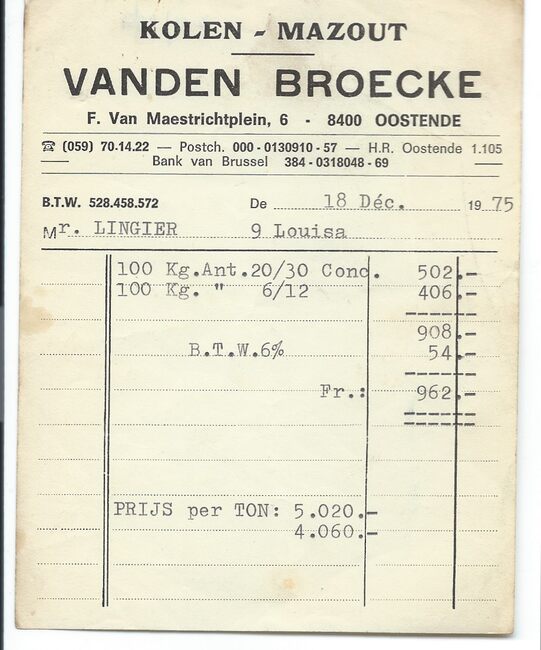 KOLEN - MAZOUT
VANDEN BROECKE
F. Van Maestrichtplein, 6 - 8400 OOSTENDE
☎ (059) 70.14.22 — Postch. 000 - 0130910 - 57 — H.R. Oostende 1.105
Bank van Brussel 384 - 0318048 - 69
B.T.W. 528.458.572 De 18 Déc. 1975
Mr. LINGIER 9 Louisa
100 Kg.Ant.20/30 Conc. 502.-
100 Kg. " 6/12 406.-
908.-
B.T.W.6% 54.-
Fr.: 962.-
PRIJS per TON: 5.020.-
4.060.-